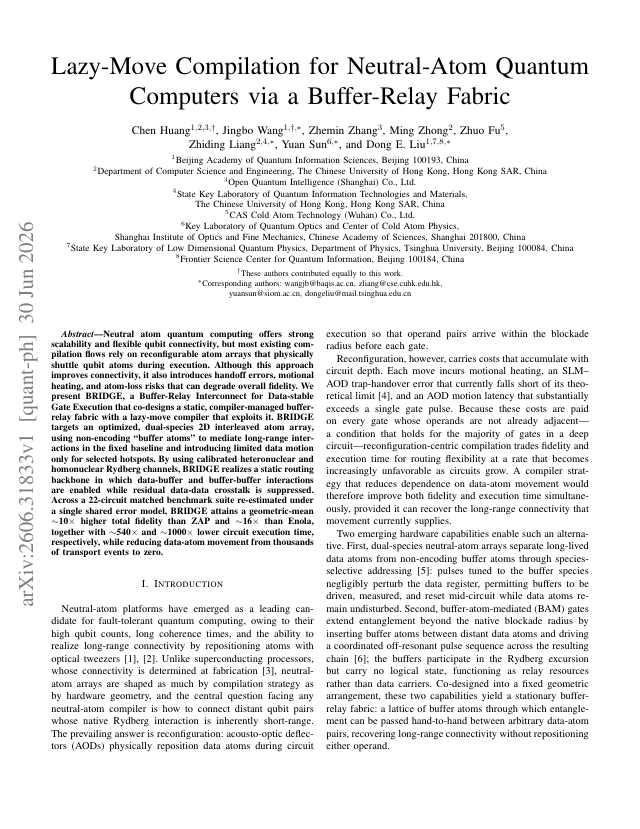 Lazy-Move Compilation for Neutral-Atom Quantum
Computers via a Buffer-Relay Fabric
Chen Huang1,2,3,†, Jingbo Wang1,†,∗, Zhemin Zhang3, Ming Zhong2, Zhuo Fu5,
Zhiding Liang2,4,∗, Yuan Sun6,∗, and Dong E. Liu1,7,8,∗
1Beijing Academy of Quantum Information Sciences, Beijing 100193, China
2Department of Computer Science and Engineering, The Chinese University of Hong Kong, Hong Kong SAR, China
3Open Quantum Intelligence (Shanghai) Co., Ltd.
4State Key Laboratory of Quantum Information Technologies and Materials,
The Chinese University of Hong Kong, Hong Kong SAR, China
5CAS Cold Atom Technology (Wuhan) Co., Ltd.
6Key Laboratory of Quantum Optics and Center of Cold Atom Physics,
Shanghai Institute of Optics and Fine Mechanics, Chinese Academy of Sciences, Shanghai 201800, China
7State Key Laboratory of Low Dimensional Quantum Physics, Department of Physics, Tsinghua University, Beijing 100084, China
8Frontier Science Center for Quantum Information, Beijing 100184, China
†These authors contributed equally to this work.
∗Corresponding authors: wangjb@baqis.ac.cn, zliang@cse.cuhk.edu.hk,
yuansun@siom.ac.cn, dongeliu@mail.tsinghua.edu.cn
arXiv:2606.31833v1 [quant-ph] 30 Jun 2026
Abstract—Neutral atom quantum computing offers strong
scalability and flexible qubit connectivity, but most existing com-
pilation flows rely on reconfigurable atom arrays that physically
shuttle qubit atoms during execution. Although this approach
improves connectivity, it also introduces handoff errors, motional
heating, and atom-loss risks that can degrade overall fidelity. We
present BRIDGE, a Buffer-Relay Interconnect for Data-stable
Gate Execution that co-designs a static, compiler-managed buffer-
relay fabric with a lazy-move compiler that exploits it. BRIDGE
targets an optimized, dual-species 2D interleaved atom array,
using non-encoding “buffer atoms” to mediate long-range inter-
actions in the fixed baseline and introducing limited data motion
only for selected hotspots. By using calibrated heteronuclear and
homonuclear Rydberg channels, BRIDGE realizes a static routing
backbone in which data-buffer and buffer-buffer interactions
are enabled while residual data-data crosstalk is suppressed.
Across a 22-circuit matched benchmark suite re-estimated under
a single shared error model, BRIDGE attains a geometric-mean
∼10× higher total fidelity than ZAP and ∼16× than Enola,
together with ∼540× and ∼1000× lower circuit execution time,
respectively, while reducing data-atom movement from thousands
of transport events to zero.
I. INTRODUCTION
Neutral-atom platforms have emerged as a leading can-
didate for fault-tolerant quantum computing, owing to their
high qubit counts, long coherence times, and the ability to
realize long-range connectivity by repositioning atoms with
optical tweezers [1], [2]. Unlike superconducting processors,
whose connectivity is determined at fabrication [3], neutral-
atom arrays are shaped as much by compilation strategy as
by hardware geometry, and the central question facing any
neutral-atom compiler is how to connect distant qubit pairs
whose native Rydberg interaction is inherently short-range.
The prevailing answer is reconfiguration: acousto-optic deflec-
tors (AODs) physically reposition data atoms during circuit
execution so that operand pairs arrive within the blockade
radius before each gate.
Reconfiguration, however, carries costs that accumulate with
circuit depth. Each move incurs motional heating, an SLM–
AOD trap-handover error that currently falls short of its theo-
retical limit [4], and an AOD motion latency that substantially
exceeds a single gate pulse. Because these costs are paid
on every gate whose operands are not already adjacent—
a condition that holds for the majority of gates in a deep
circuit—reconfiguration-centric compilation trades fidelity and
execution time for routing flexibility at a rate that becomes
increasingly unfavorable as circuits grow. A compiler strat-
egy that reduces dependence on data-atom movement would
therefore improve both fidelity and execution time simultane-
ously, provided it can recover the long-range connectivity that
movement currently supplies.
Two emerging hardware capabilities enable such an alterna-
tive. First, dual-species neutral-atom arrays separate long-lived
data atoms from non-encoding buffer atoms through species-
selective addressing [5]: pulses tuned to the buffer species
negligibly perturb the data register, permitting buffers to be
driven, measured, and reset mid-circuit while data atoms re-
main undisturbed. Second, buffer-atom-mediated (BAM) gates
extend entanglement beyond the native blockade radius by
inserting buffer atoms between distant data atoms and driving
a coordinated off-resonant pulse sequence across the resulting
chain [6]; the buffers participate in the Rydberg excursion
but carry no logical state, functioning as relay resources
rather than data carriers. Co-designed into a fixed geometric
arrangement, these two capabilities yield a stationary buffer-
relay fabric: a lattice of buffer atoms through which entangle-
ment can be passed hand-to-hand between arbitrary data-atom
pairs, recovering long-range connectivity without repositioning
either operand.